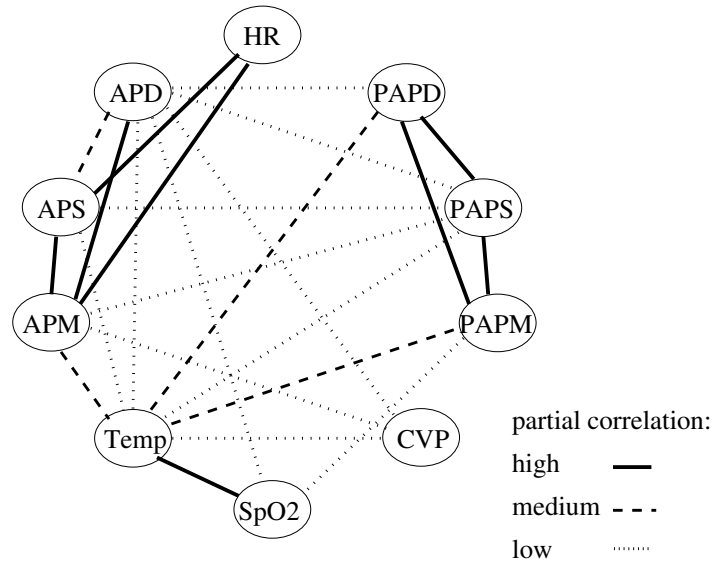 HR
APD
PAPD
APS
PAPS
APM
PAPM
Temp
CVP
SpO2
partial correlation:
high
medium
low